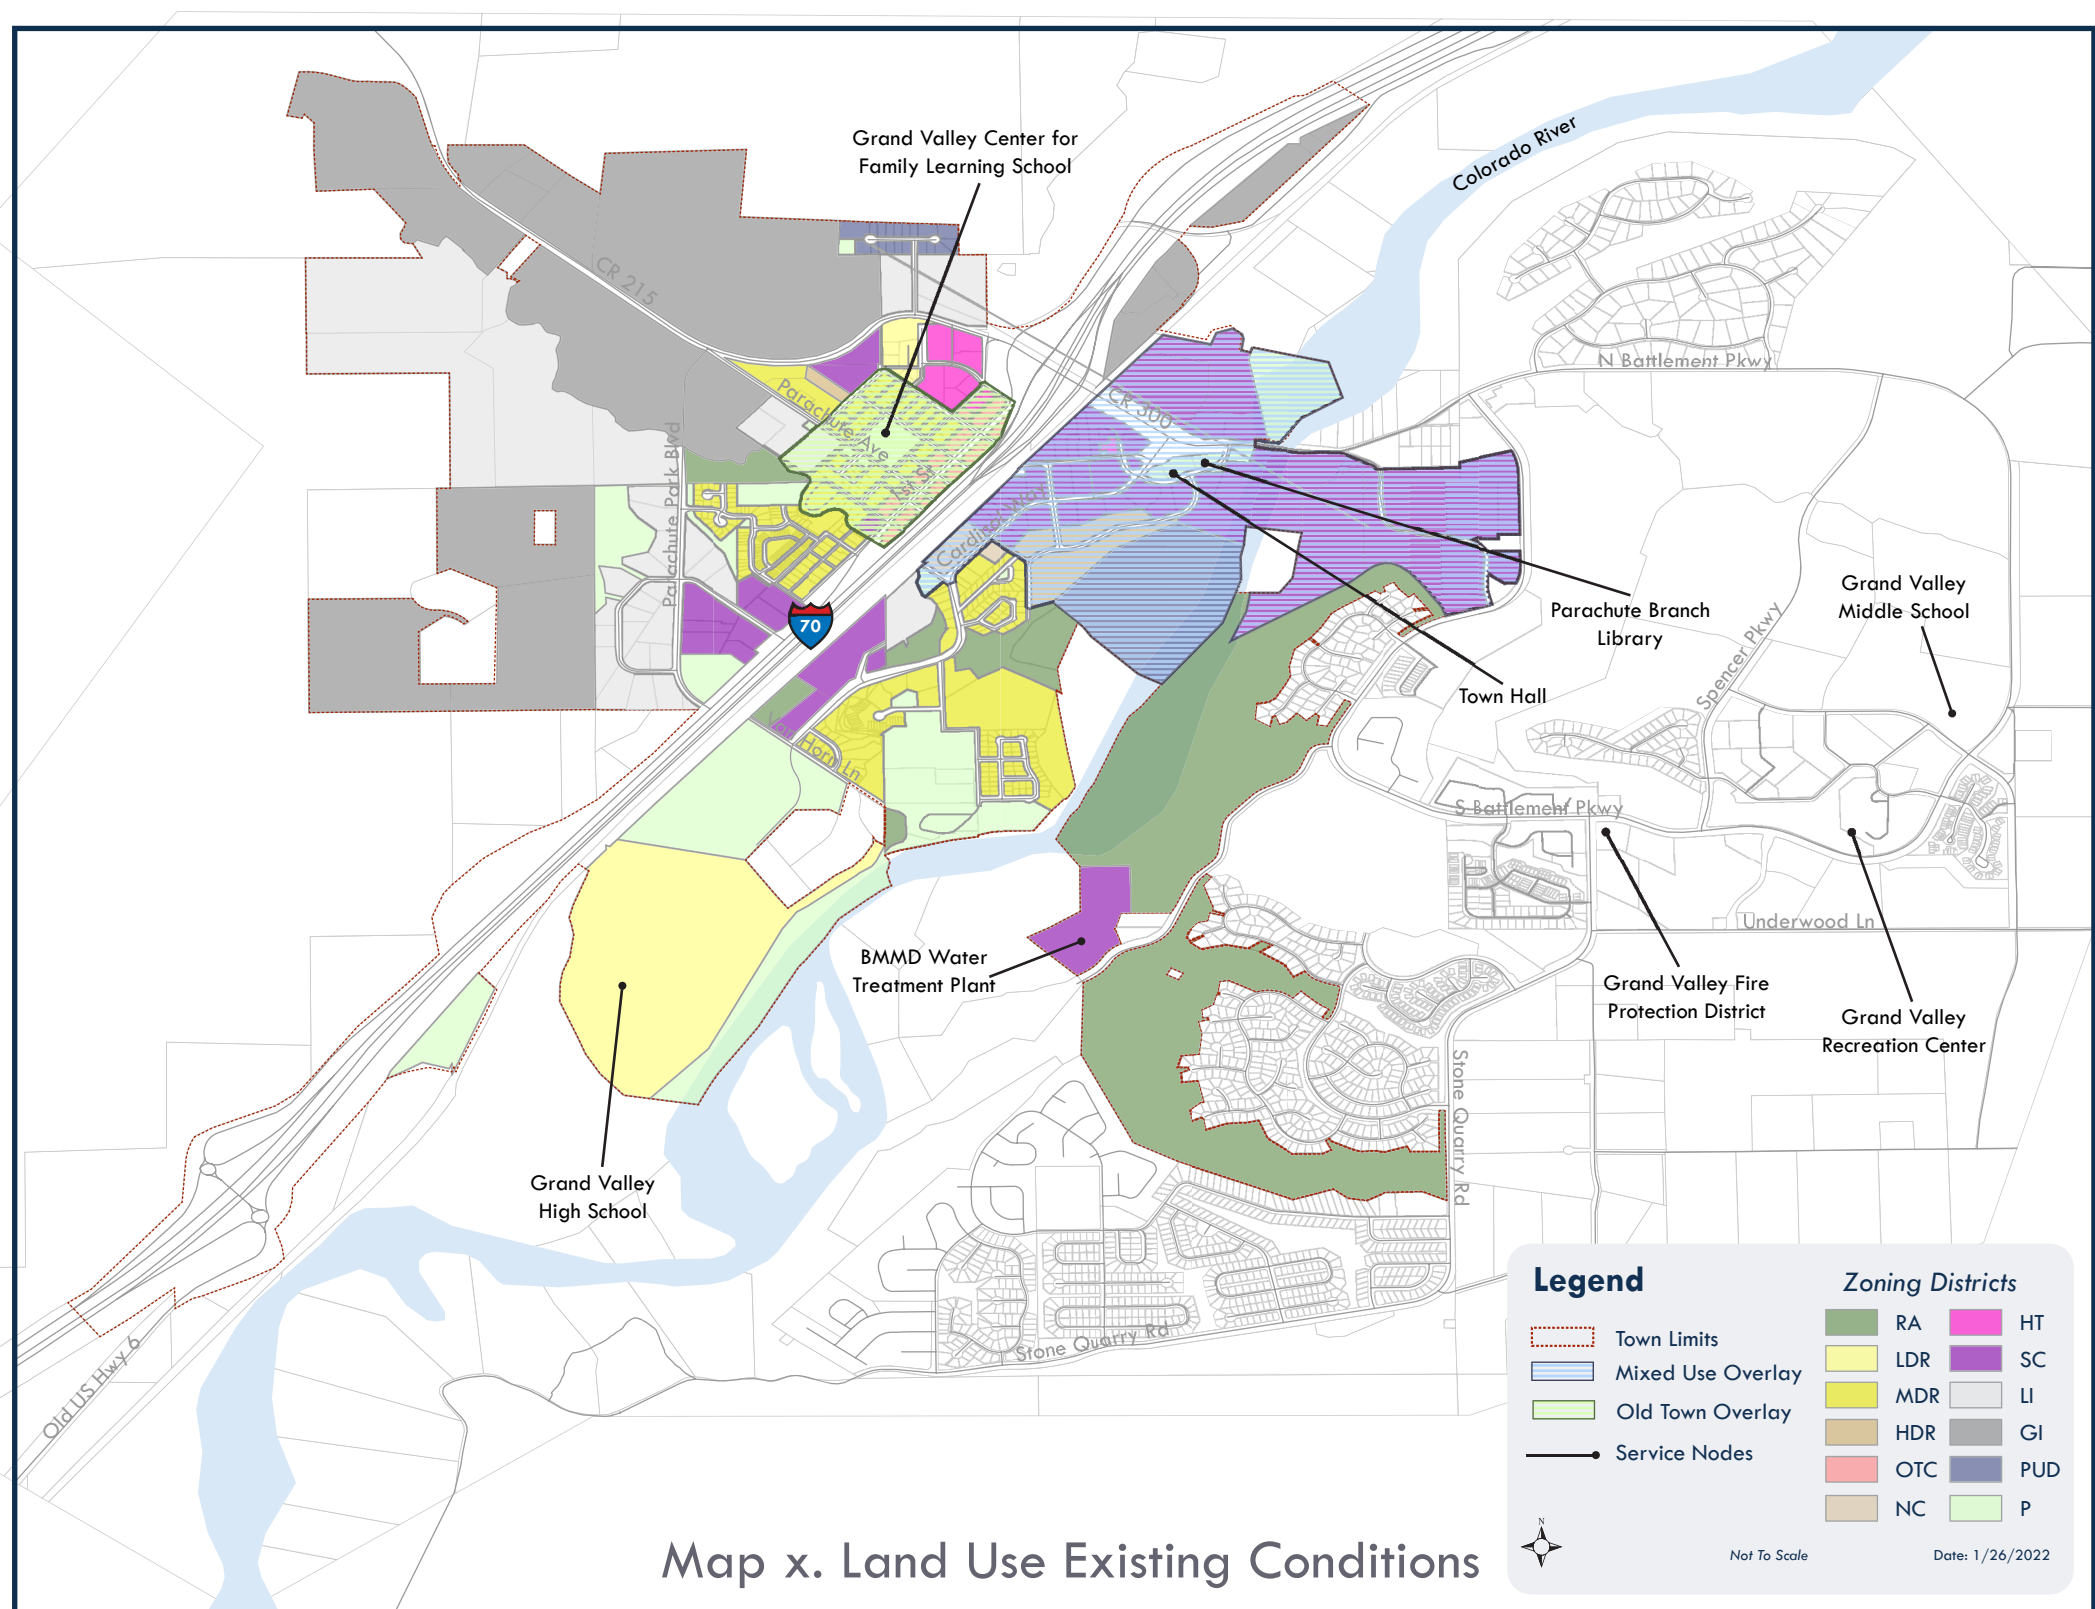 Grand Valley Center for
Family Learning School
Colorado River
CR 215
N Battlement Pkwy
CR 300
Parachute Ave
1st St
Parachute Park Blvd
Cardinal Way
70
Parachute Branch
Library
Grand Valley
Middle School
Spencer Pkwy
Town Hall
Van Horn Ln
S Battlement Pkwy
Underwood Ln
BMMD Water
Treatment Plant
Grand Valley Fire
Protection District
Grand Valley
Recreation Center
Stone Quarry Rd
Grand Valley
High School
Stone Quarry Rd
Old US Hwy 6
Legend
Town Limits
Mixed Use Overlay
Old Town Overlay
Service Nodes
Zoning Districts
RA HT
LDR SC
MDR LI
HDR GI
OTC PUD
NC P
N
Not To Scale
Date: 1/26/2022
Map x. Land Use Existing Conditions